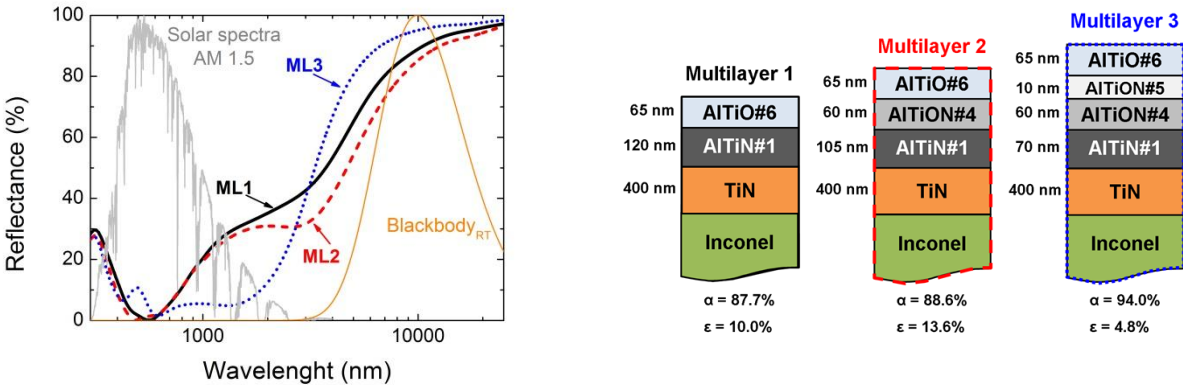 100
80
60
40
20
0
Reflectance (%)
Solar spectra
AM 1.5
ML3
ML1
ML2
Blackbody RT
1000
10000
Wavelenght (nm)
Multilayer 1
65 nm
AlTiO#6
120 nm
AlTiN#1
400 nm
TiN
Inconel
α = 87.7%
ε = 10.0%
Multilayer 2
65 nm
AlTiO#6
60 nm
AlTiON#4
105 nm
AlTiN#1
400 nm
TiN
Inconel
α = 88.6%
ε = 13.6%
Multilayer 3
65 nm
AlTiO#6
10 nm
AlTiON#5
60 nm
AlTiON#4
70 nm
AlTiN#1
400 nm
TiN
Inconel
α = 94.0%
ε = 4.8%